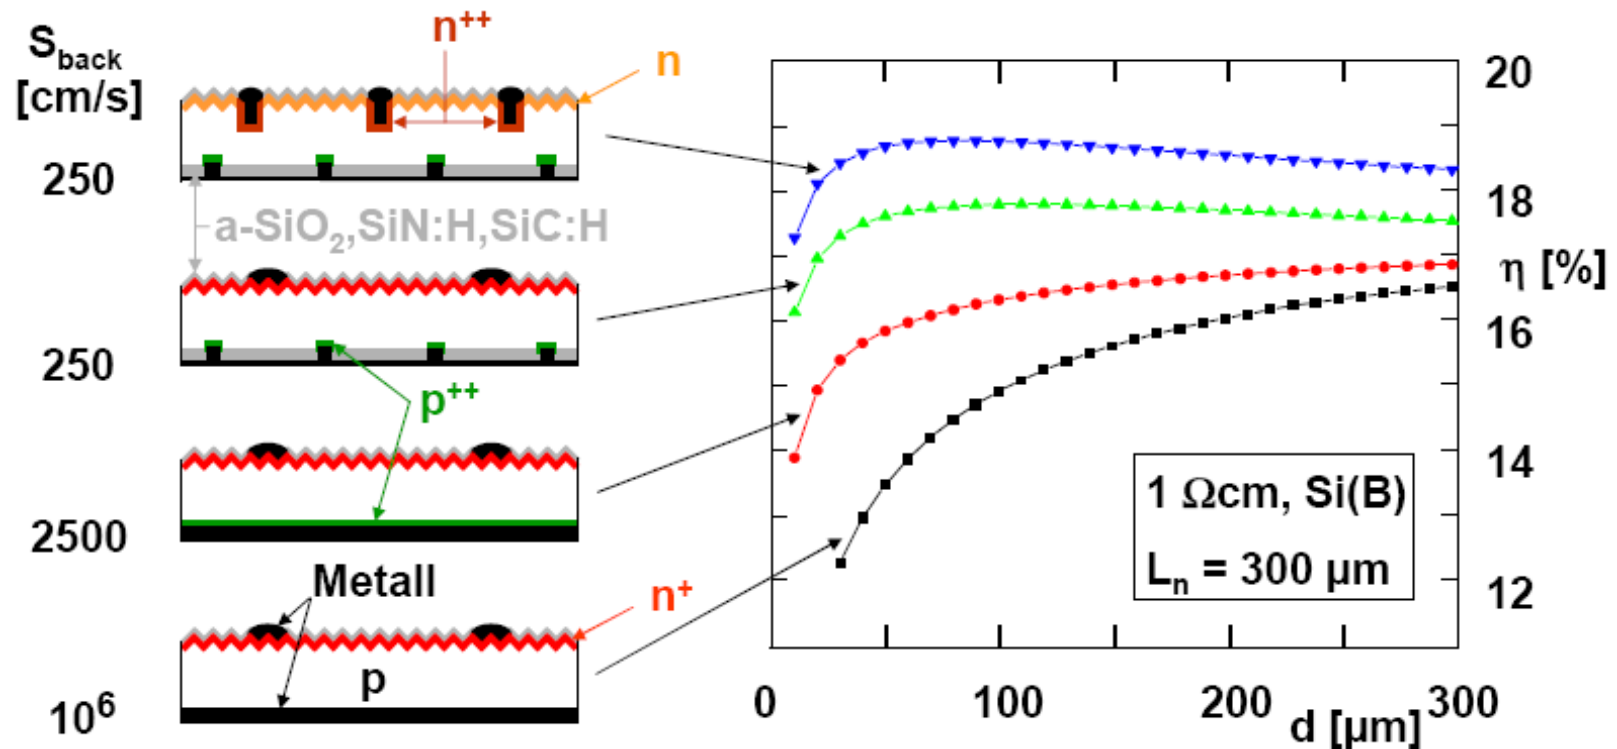 S_back
[cm/s]
n⁺⁺
n
250
a-SiO₂,SiN:H,SiC:H
250
p⁺⁺
2500
Metall
n⁺
p
10⁶
20
18
η [%]
16
14
12
1 Ωcm, Si(B)
Lₙ = 300 µm
0
100
200
300
d [µm]